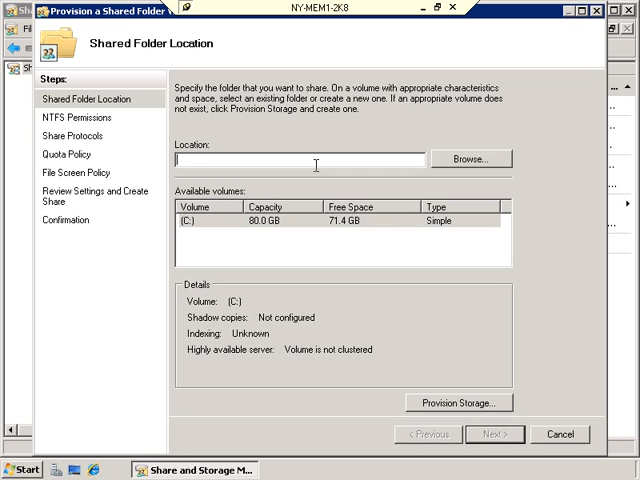 Provision a Shared Folder
NY-MEM1-2K8
Fil
Shared Folder Location
Sh
Steps:
Shared Folder Location
NTFS Permissions
Share Protocols
Quota Policy
File Screen Policy
Review Settings and Create
Share
Confirmation
Specify the folder that you want to share. On a volume with appropriate characteristics
and space, select an existing folder or create a new one. If an appropriate volume does
not exist, click Provision Storage and create one.
Location:
Browse...
Available volumes:
Volume Capacity Free Space Type
(C:) 80.0 GB 71.4 GB Simple
Details
Volume: (C:)
Shadow copies: Not configured
Indexing: Unknown
Highly available server: Volume is not clustered
Provision Storage...
< Previous Next > Cancel
Start Share and Storage M...